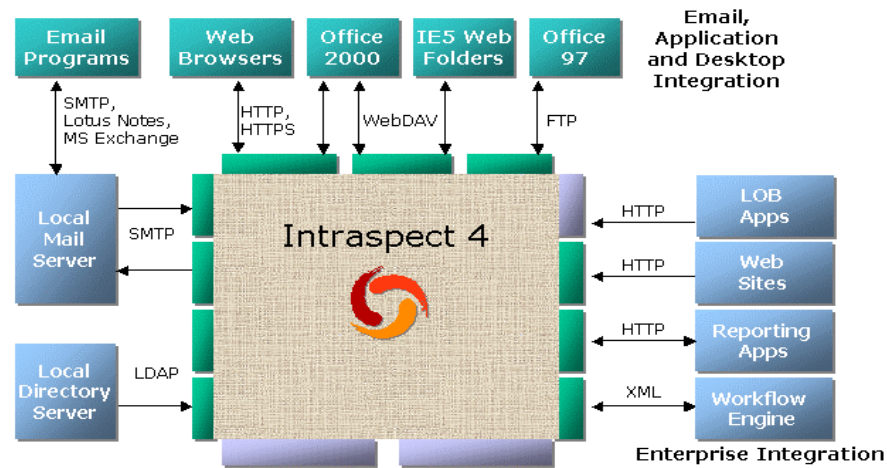 Email
Programs
Web
Browsers
Office
2000
IE5 Web
Folders
Office
97
Email,
Application
and Desktop
Integration
SMTP,
Lotus Notes,
MS Exchange
HTTP,
HTTPS
WebDAV
FTP
Local
Mail
Server
SMTP
Intraspect 4
HTTP
LOB
Apps
HTTP
Web
Sites
HTTP
Reporting
Apps
Local
Directory
Server
LDAP
XML
Workflow
Engine
Enterprise Integration